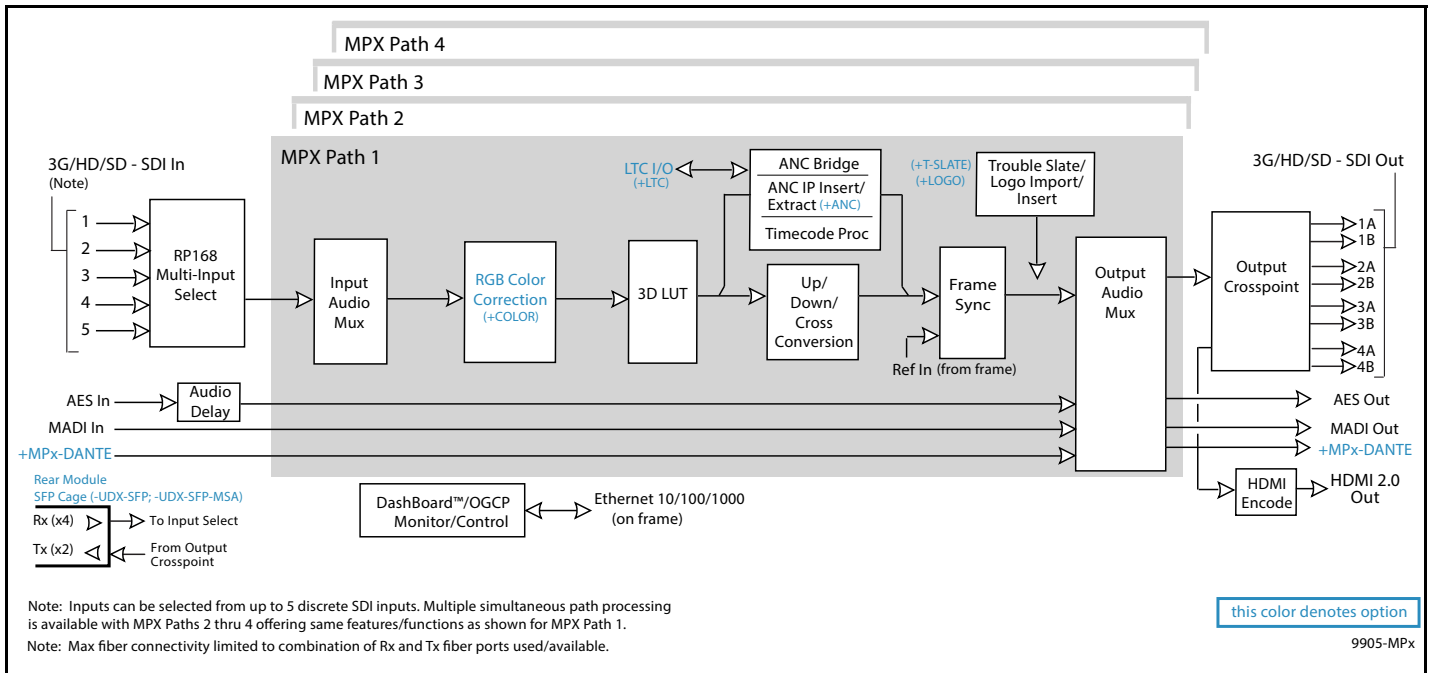 MPX Path 4
MPX Path 3
MPX Path 2
MPX Path 1
3G/HD/SD - SDI In
(Note)
1
2
3
4
5
RP168
Multi-Input
Select
Input
Audio
Mux
RGB Color
Correction
(+COLOR)
3D LUT
LTC I/O
(+LTC)
ANC Bridge
ANC IP Insert/
Extract (+ANC)
Timecode Proc
Up/
Down/
Cross
Conversion
(+T-SLATE)
(+LOGO)
Trouble Slate/
Logo Import/
Insert
Frame
Sync
Ref In (from frame)
Output
Audio
Mux
3G/HD/SD - SDI Out
Output
Crosspoint
1A
1B
2A
2B
3A
3B
4A
4B
AES In
Audio
Delay
MADI In
+MPx-DANTE
AES Out
MADI Out
+MPx-DANTE
HDMI
Encode
HDMI 2.0
Out
Rear Module
SFP Cage (-UDX-SFP; -UDX-SFP-MSA)
Rx (x4)
To Input Select
Tx (x2)
From Output
Crosspoint
DashBoard™/OGCP
Monitor/Control
Ethernet 10/100/1000
(on frame)
Note: Inputs can be selected from up to 5 discrete SDI inputs. Multiple simultaneous path processing
is available with MPX Paths 2 thru 4 offering same features/functions as shown for MPX Path 1.
Note: Max fiber connectivity limited to combination of Rx and Tx fiber ports used/available.
this color denotes option
9905-MPx